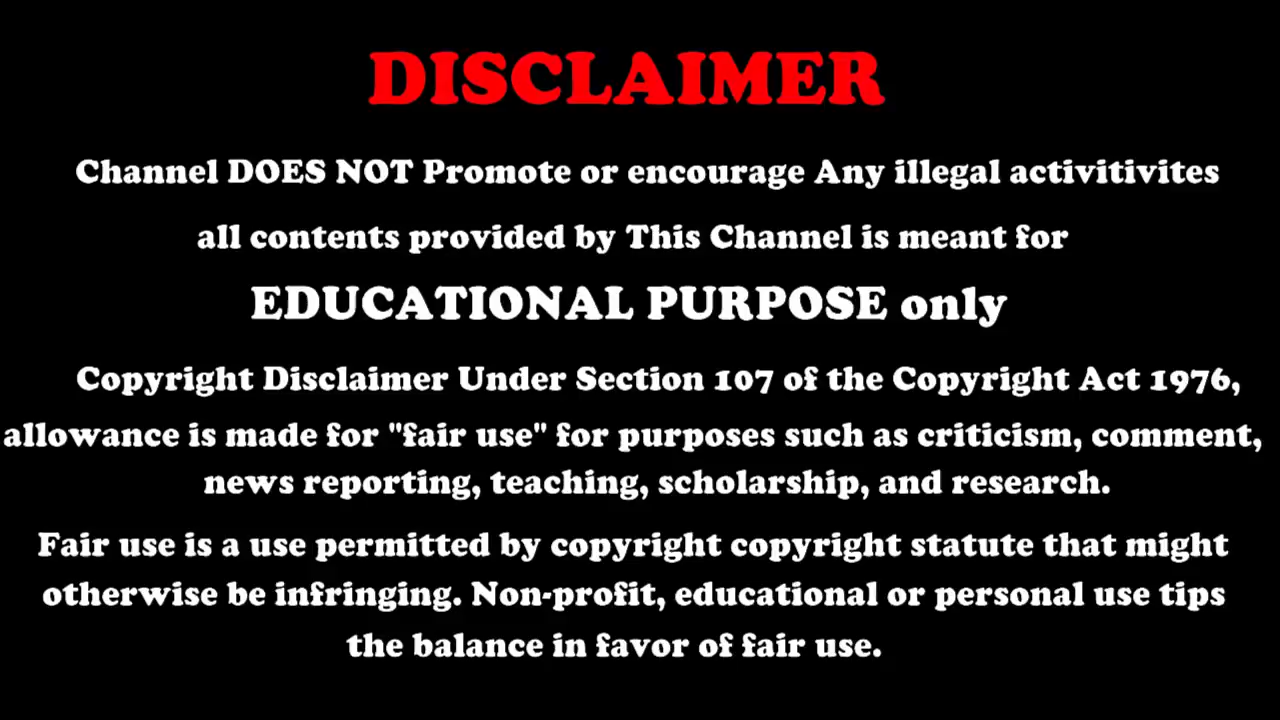 DISCLAIMER
Channel DOES NOT Promote or encourage Any illegal activitivites
all contents provided by This Channel is meant for
EDUCATIONAL PURPOSE only
Copyright Disclaimer Under Section 107 of the Copyright Act 1976,
allowance is made for "fair use" for purposes such as criticism, comment,
news reporting, teaching, scholarship, and research.
Fair use is a use permitted by copyright copyright statute that might
otherwise be infringing. Non-profit, educational or personal use tips
the balance in favor of fair use.